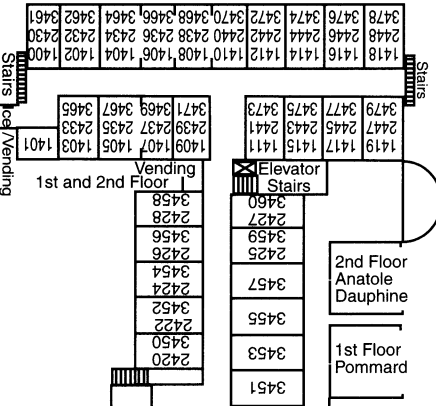 3461 3462 3464 3466 3468 3470 3472 3474 3476 3478
2430 2432 2434 2436 2438 2440 2442 2444 2446 2448
1400 1402 1404 1406 1408 1410 1412 1414 1416 1418
Stairs
Stairs
Ice/Vending
3465 3467 3469 3471
2433 2435 2437 2439
1401 1403 1405 1407 1409
3473 3475 3477 3479
2441 2443 2445 2447
1411 1415 1417 1419
Vending
1st and 2nd Floor
Elevator
Stairs
3458
2428
3456
2426
3454
2424
3452
2422
3450
2420
3460
2427
3459
2425
3457
3455
3453
3451
2nd Floor
Anatole
Dauphine
1st Floor
Pommard